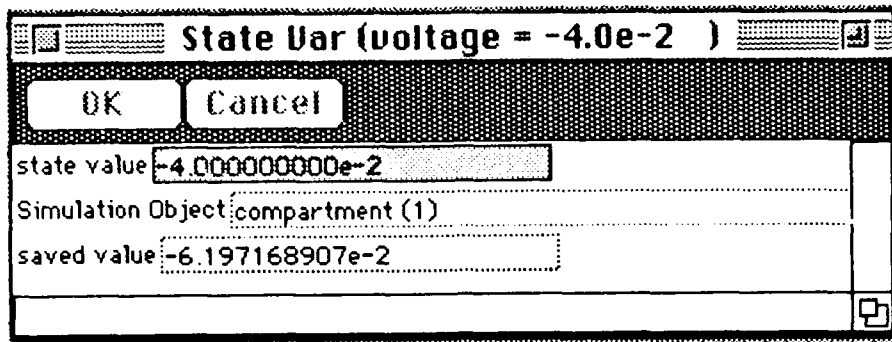 State Var (voltage = -4.0e-2 )
OK Cancel
state value -4.000000000e-2
Simulation Object compartment (1)
saved value -6.197168907e-2